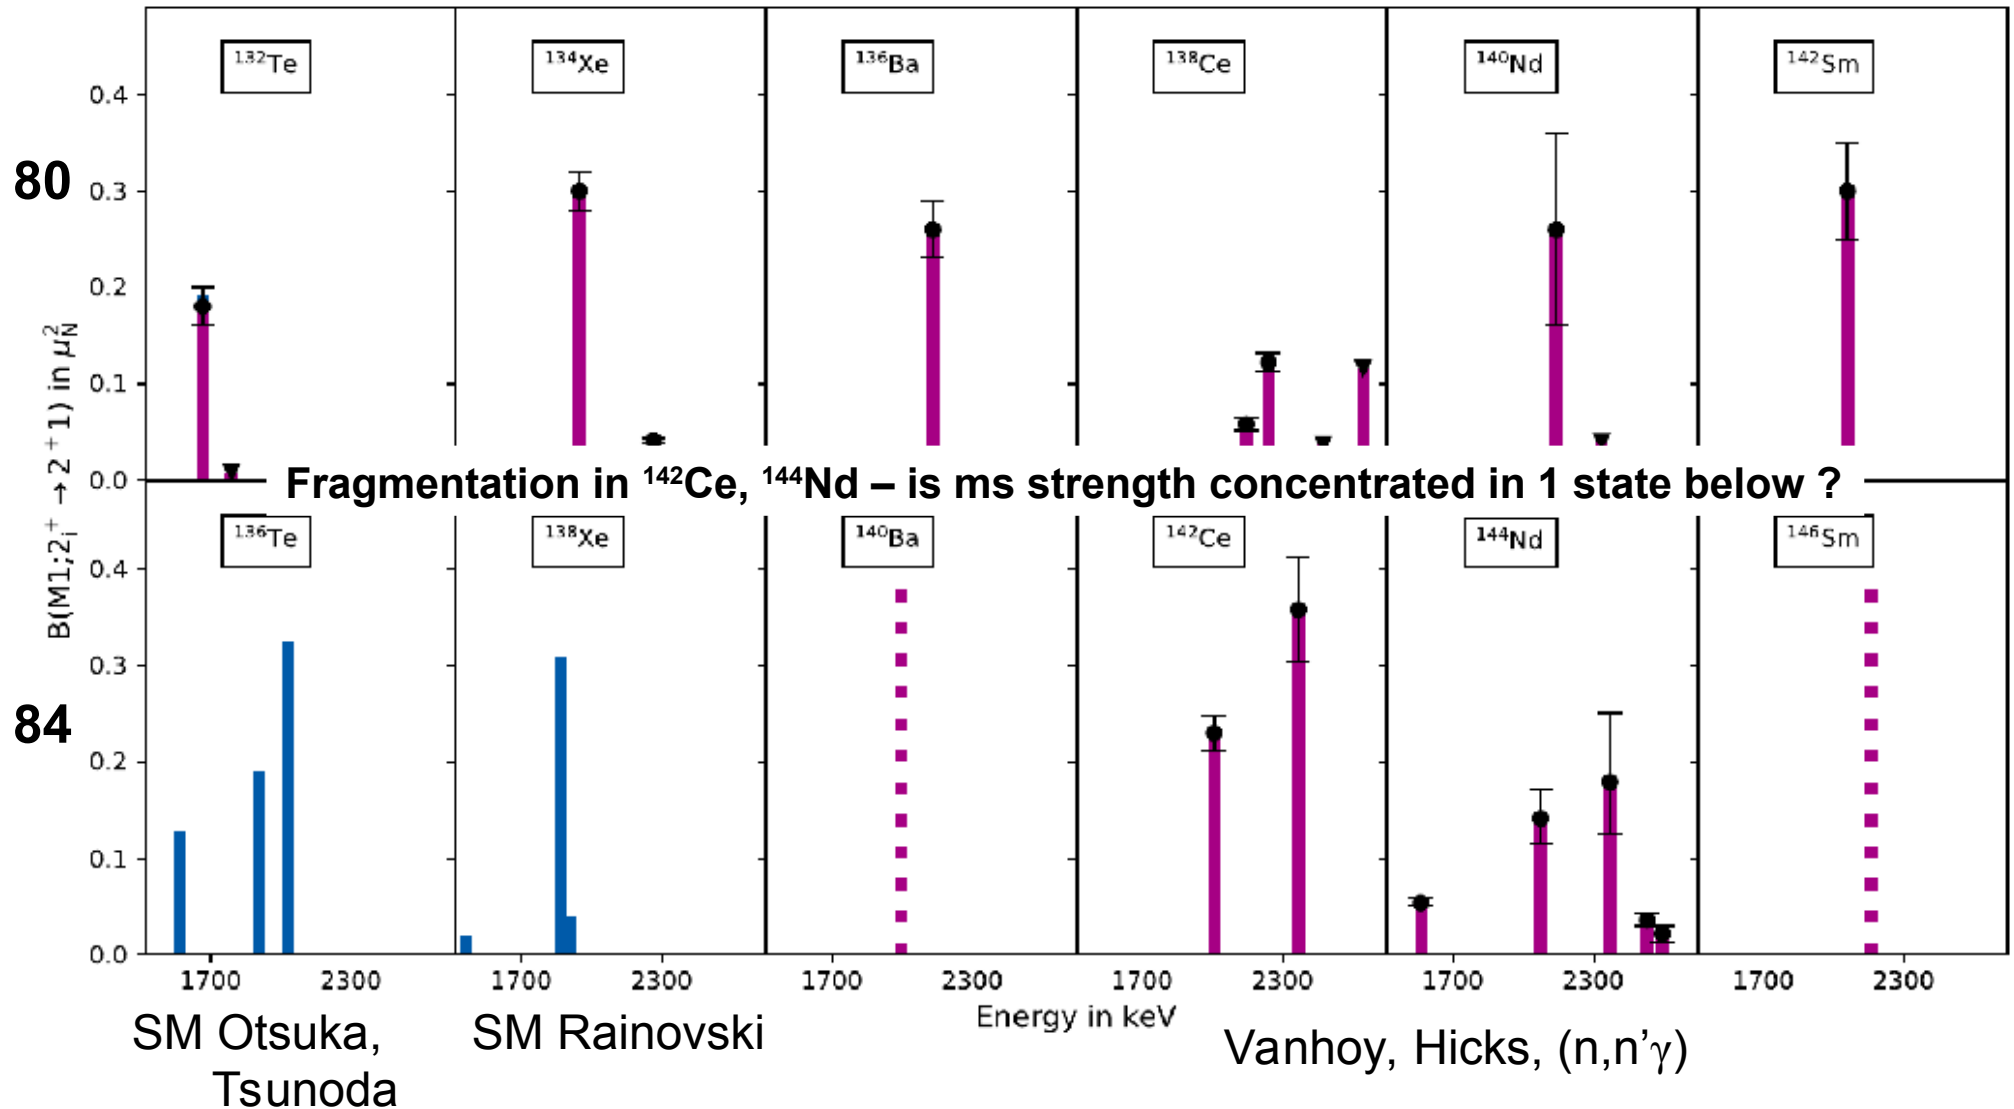 ¹³²Te ¹³⁴Xe ¹³⁶Ba ¹³⁸Ce ¹⁴⁰Nd ¹⁴²Sm
0.4
80
0.3
0.2
0.1
0.0
Fragmentation in ¹⁴²Ce, ¹⁴⁴Nd – is ms strength concentrated in 1 state below ?
B(M1;2ᵢ⁺ → 2⁺1) in μ_N²
¹³⁶Te ¹³⁸Xe ¹⁴⁰Ba ¹⁴²Ce ¹⁴⁴Nd ¹⁴⁶Sm
0.4
0.3
84
0.2
0.1
0.0
1700 2300 1700 2300 1700 2300 1700 2300 1700 2300 1700 2300
Energy in keV
SM Otsuka,
Tsunoda
SM Rainovski
Vanhoy, Hicks, (n,n’γ)